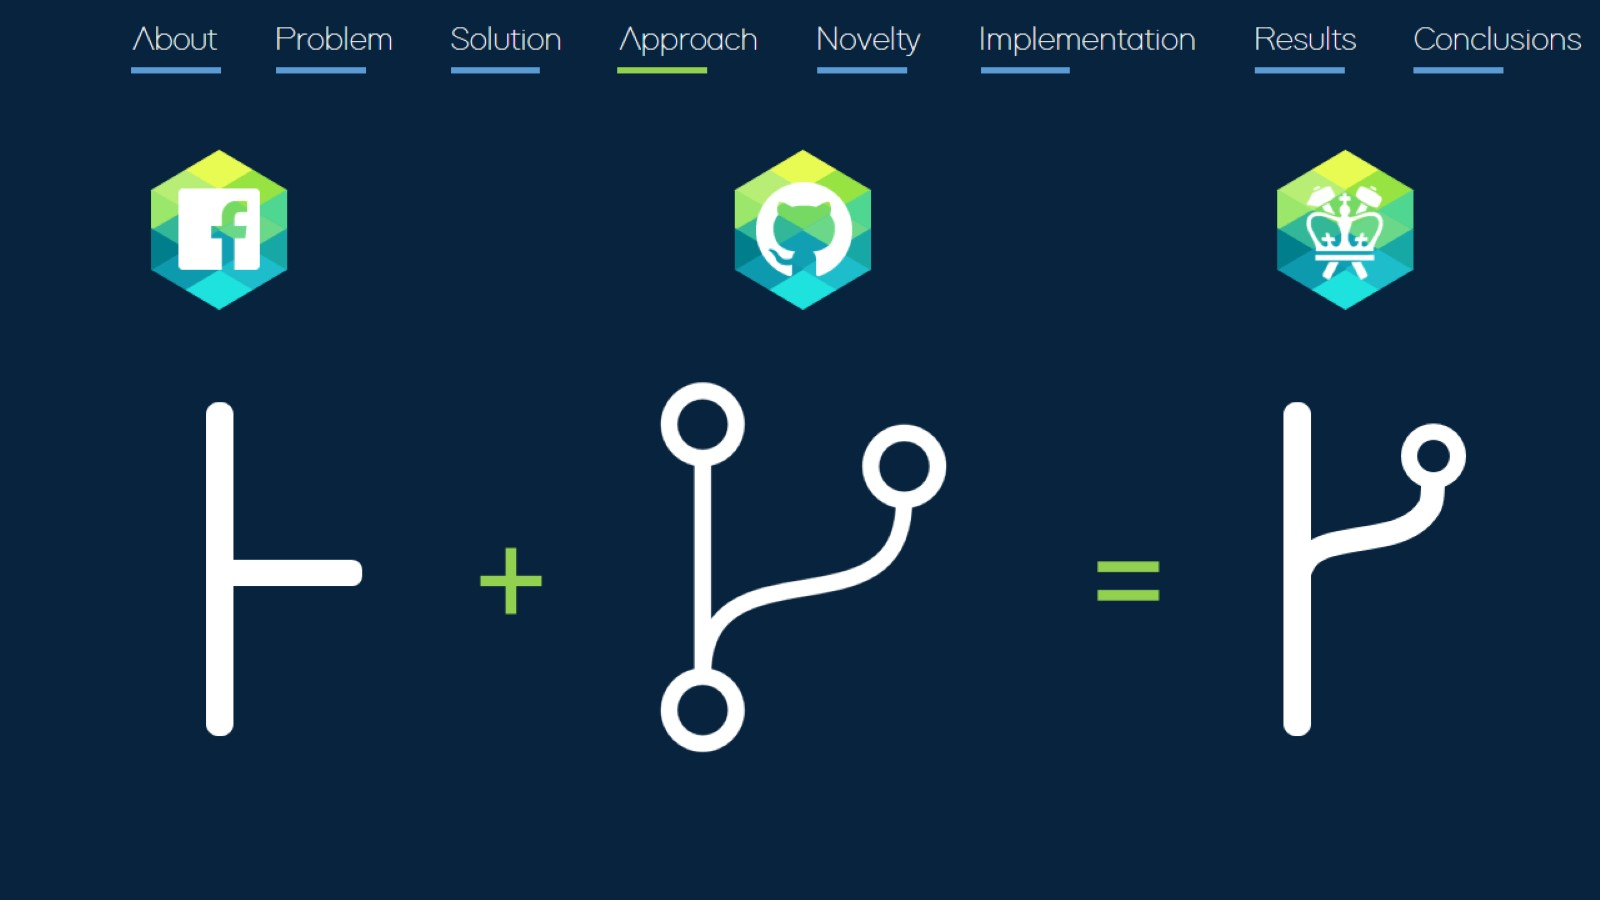 About Problem Solution Approach Novelty Implementation Results Conclusions
f
+ =